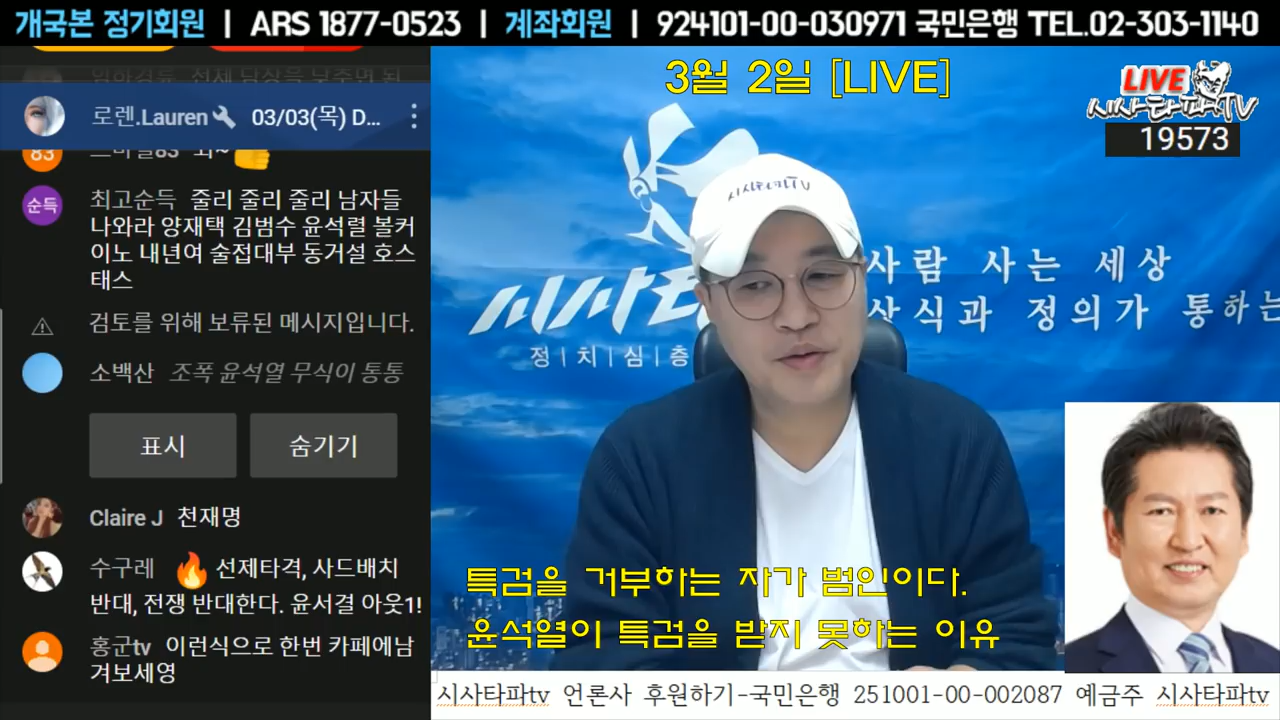 개국본 정기회원 | ARS 1877-0523 | 계좌회원 | 924101-00-030971 국민은행 TEL.02-303-1140
로렌.Lauren 03/03(목) D...
83
순득 최고순득 줄리 줄리 줄리 남자들
나와라 양재택 김범수 윤석렬 볼커
이노 내년여 술접대부 동거설 호스
태스
검토를 위해 보류된 메시지입니다.
소백산 조폭 윤석열 무식이 통통
표시 숨기기
Claire J 천재명
수구레 🔥 선제타격, 사드배치
반대, 전쟁 반대한다. 윤서결 아웃1!
홍군tv 이런식으로 한번 카페에남
겨보세영
3월 2일 [LIVE]
LIVE
시사타파TV
19573
시사타파TV
사람 사는 세상
상식과 정의가 통하는
시사타
정|치|심|층
특검을 거부하는 자가 범인이다.
윤석열이 특검을 받지 못하는 이유
시사타파tv 언론사 후원하기-국민은행 251001-00-002087 예금주 시사타파tv